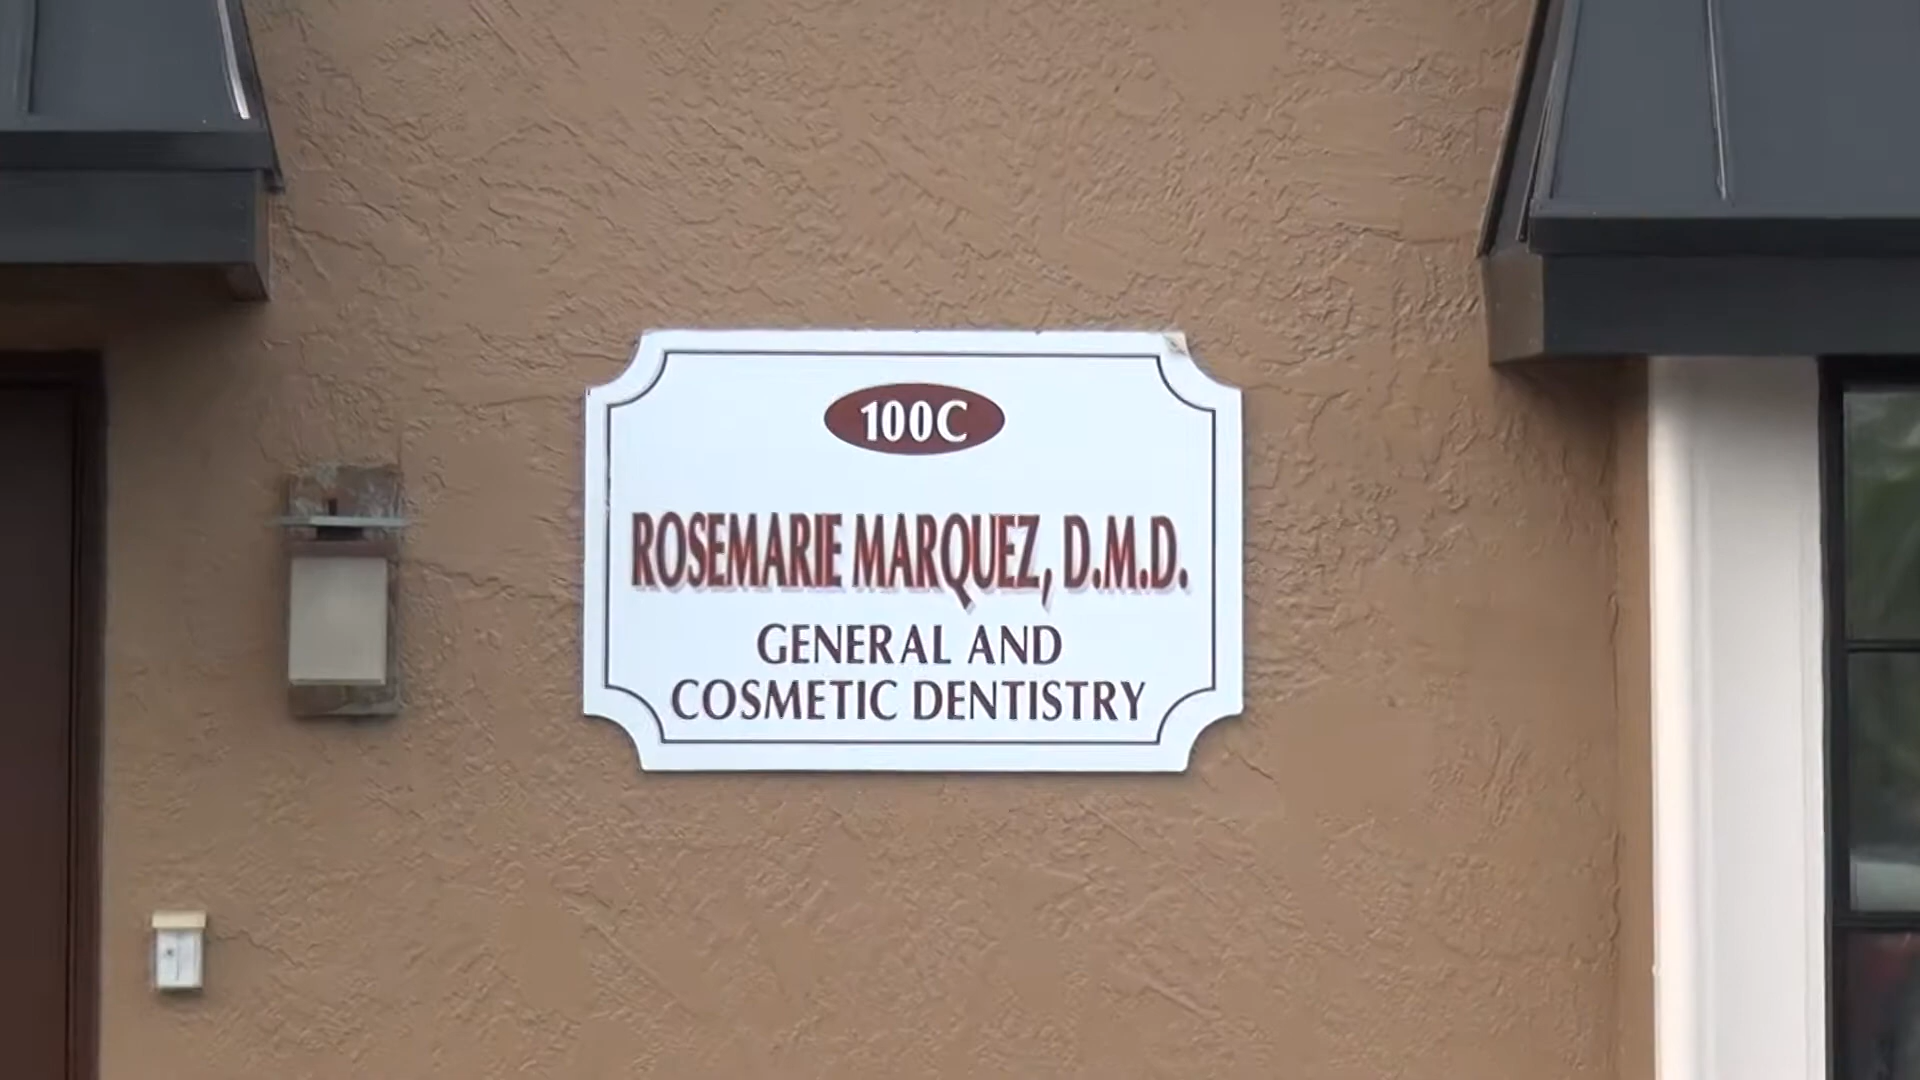 100C
ROSEMARIE MARQUEZ, D.M.D.
GENERAL AND
COSMETIC DENTISTRY